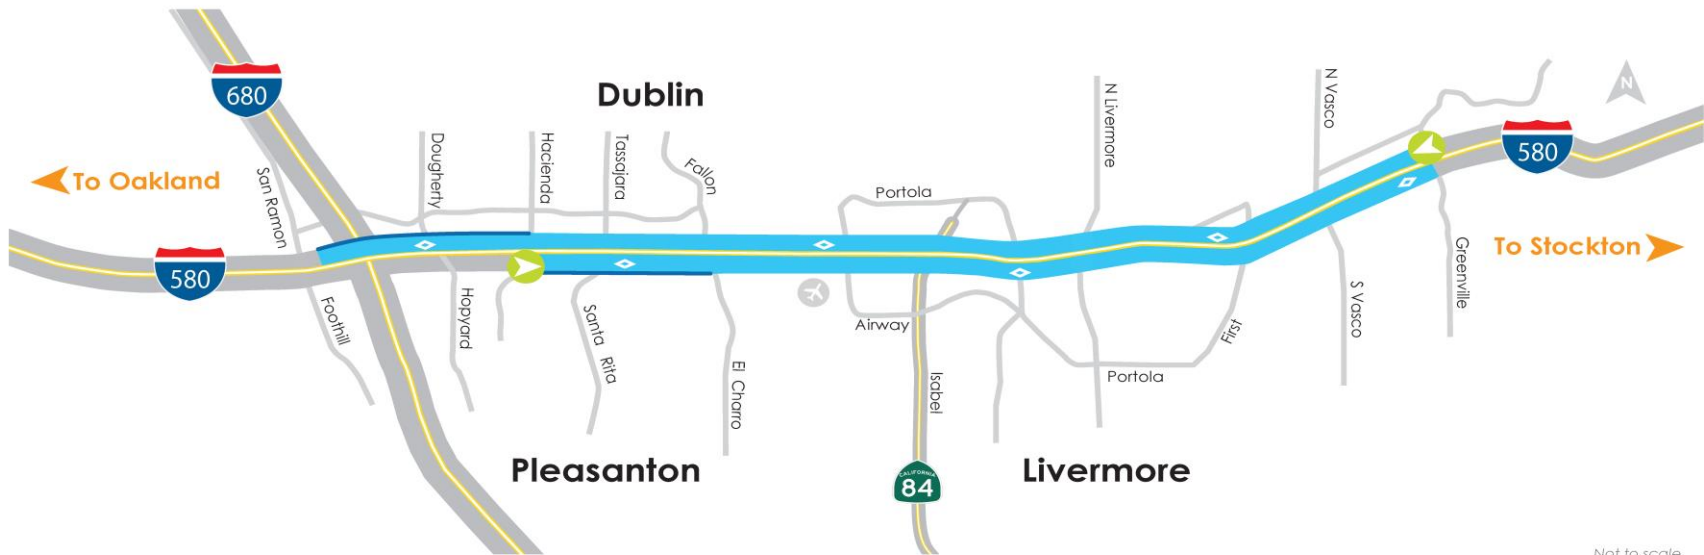 680
Dublin
To Oakland
San Ramon
Dougherty
Hacienda
Tassajara
Fallon
Portola
N Livermore
N Vasco
N
580
580
To Stockton
Foothill
Hopyard
Santa Rita
El Charro
Airway
Isabel
Portola
First
S Vasco
Greenville
Pleasanton
CALIFORNIA
84
Livermore
Not to scale